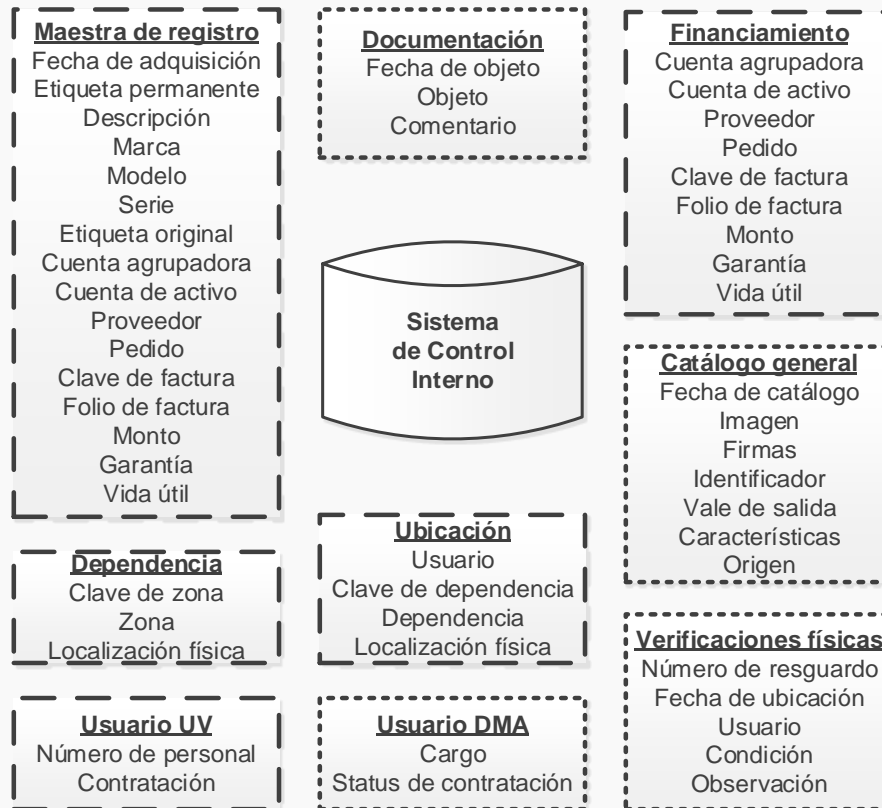 Maestra de registro
Fecha de adquisición
Etiqueta permanente
Descripción
Marca
Modelo
Serie
Etiqueta original
Cuenta agrupadora
Cuenta de activo
Proveedor
Pedido
Clave de factura
Folio de factura
Monto
Garantía
Vida útil
Documentación
Fecha de objeto
Objeto
Comentario
Financiamiento
Cuenta agrupadora
Cuenta de activo
Proveedor
Pedido
Clave de factura
Folio de factura
Monto
Garantía
Vida útil
Sistema
de Control
Interno
Catálogo general
Fecha de catálogo
Imagen
Firmas
Identificador
Vale de salida
Características
Origen
Dependencia
Clave de zona
Zona
Localización física
Ubicación
Usuario
Clave de dependencia
Dependencia
Localización física
Verificaciones físicas
Número de resguardo
Fecha de ubicación
Usuario
Condición
Observación
Usuario UV
Número de personal
Contratación
Usuario DMA
Cargo
Status de contratación